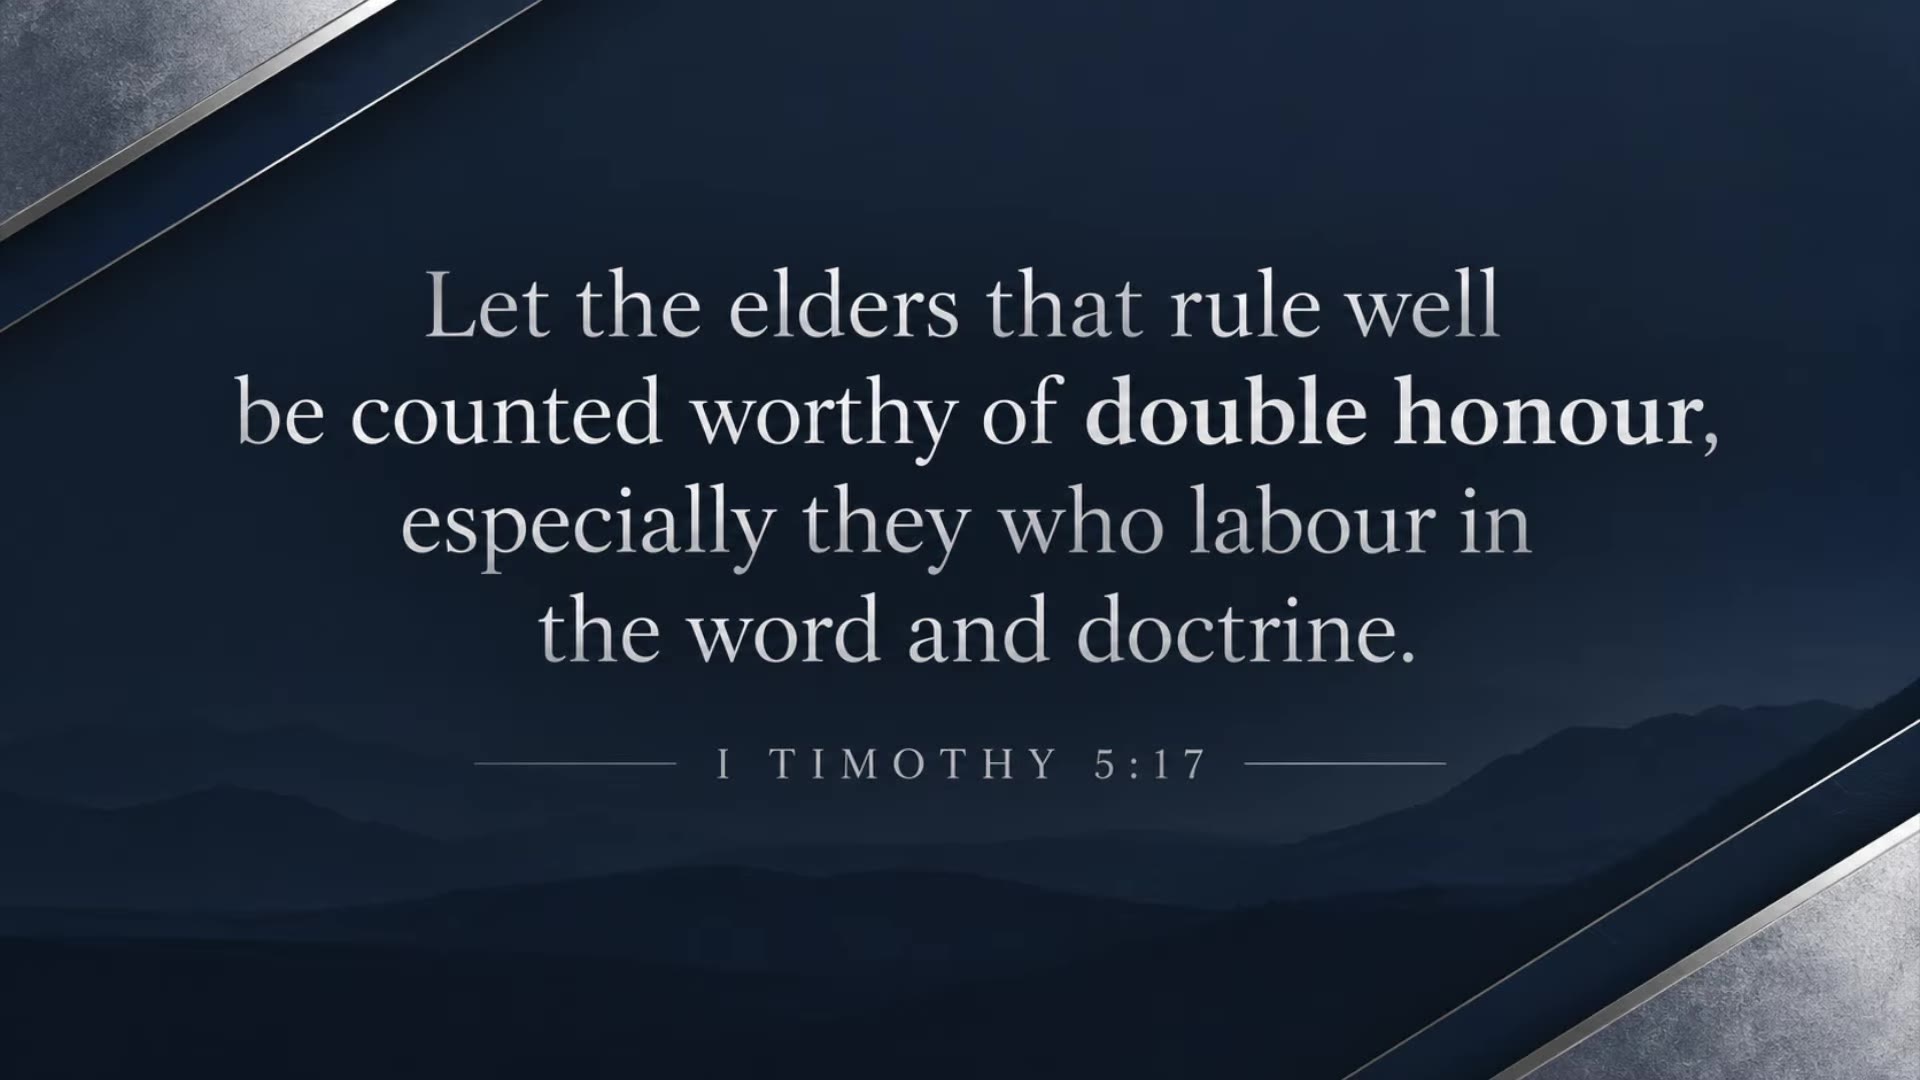 Let the elders that rule well
be counted worthy of double honour,
especially they who labour in
the word and doctrine.
I TIMOTHY 5:17